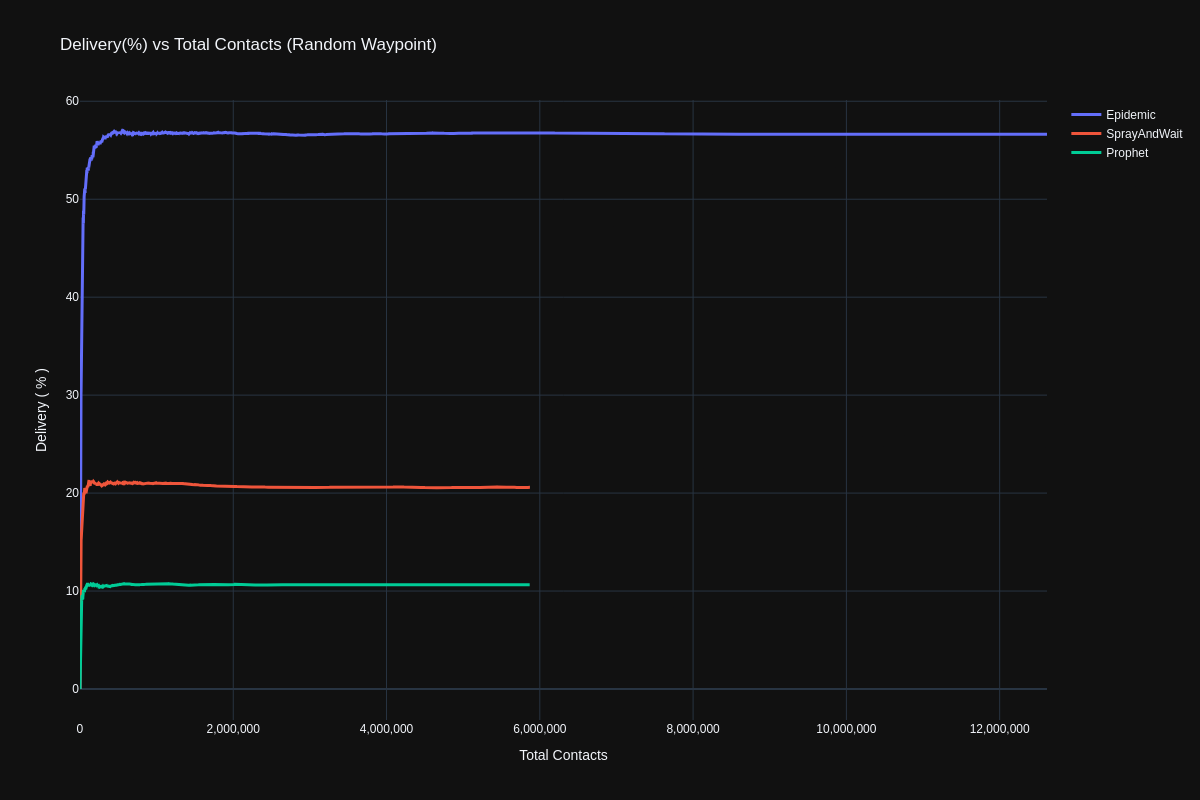 Delivery(%) vs Total Contacts (Random Waypoint)
Epidemic
SprayAndWait
Prophet
60
50
40
30
20
10
0
Delivery ( % )
0
2,000,000
4,000,000
6,000,000
8,000,000
10,000,000
12,000,000
Total Contacts